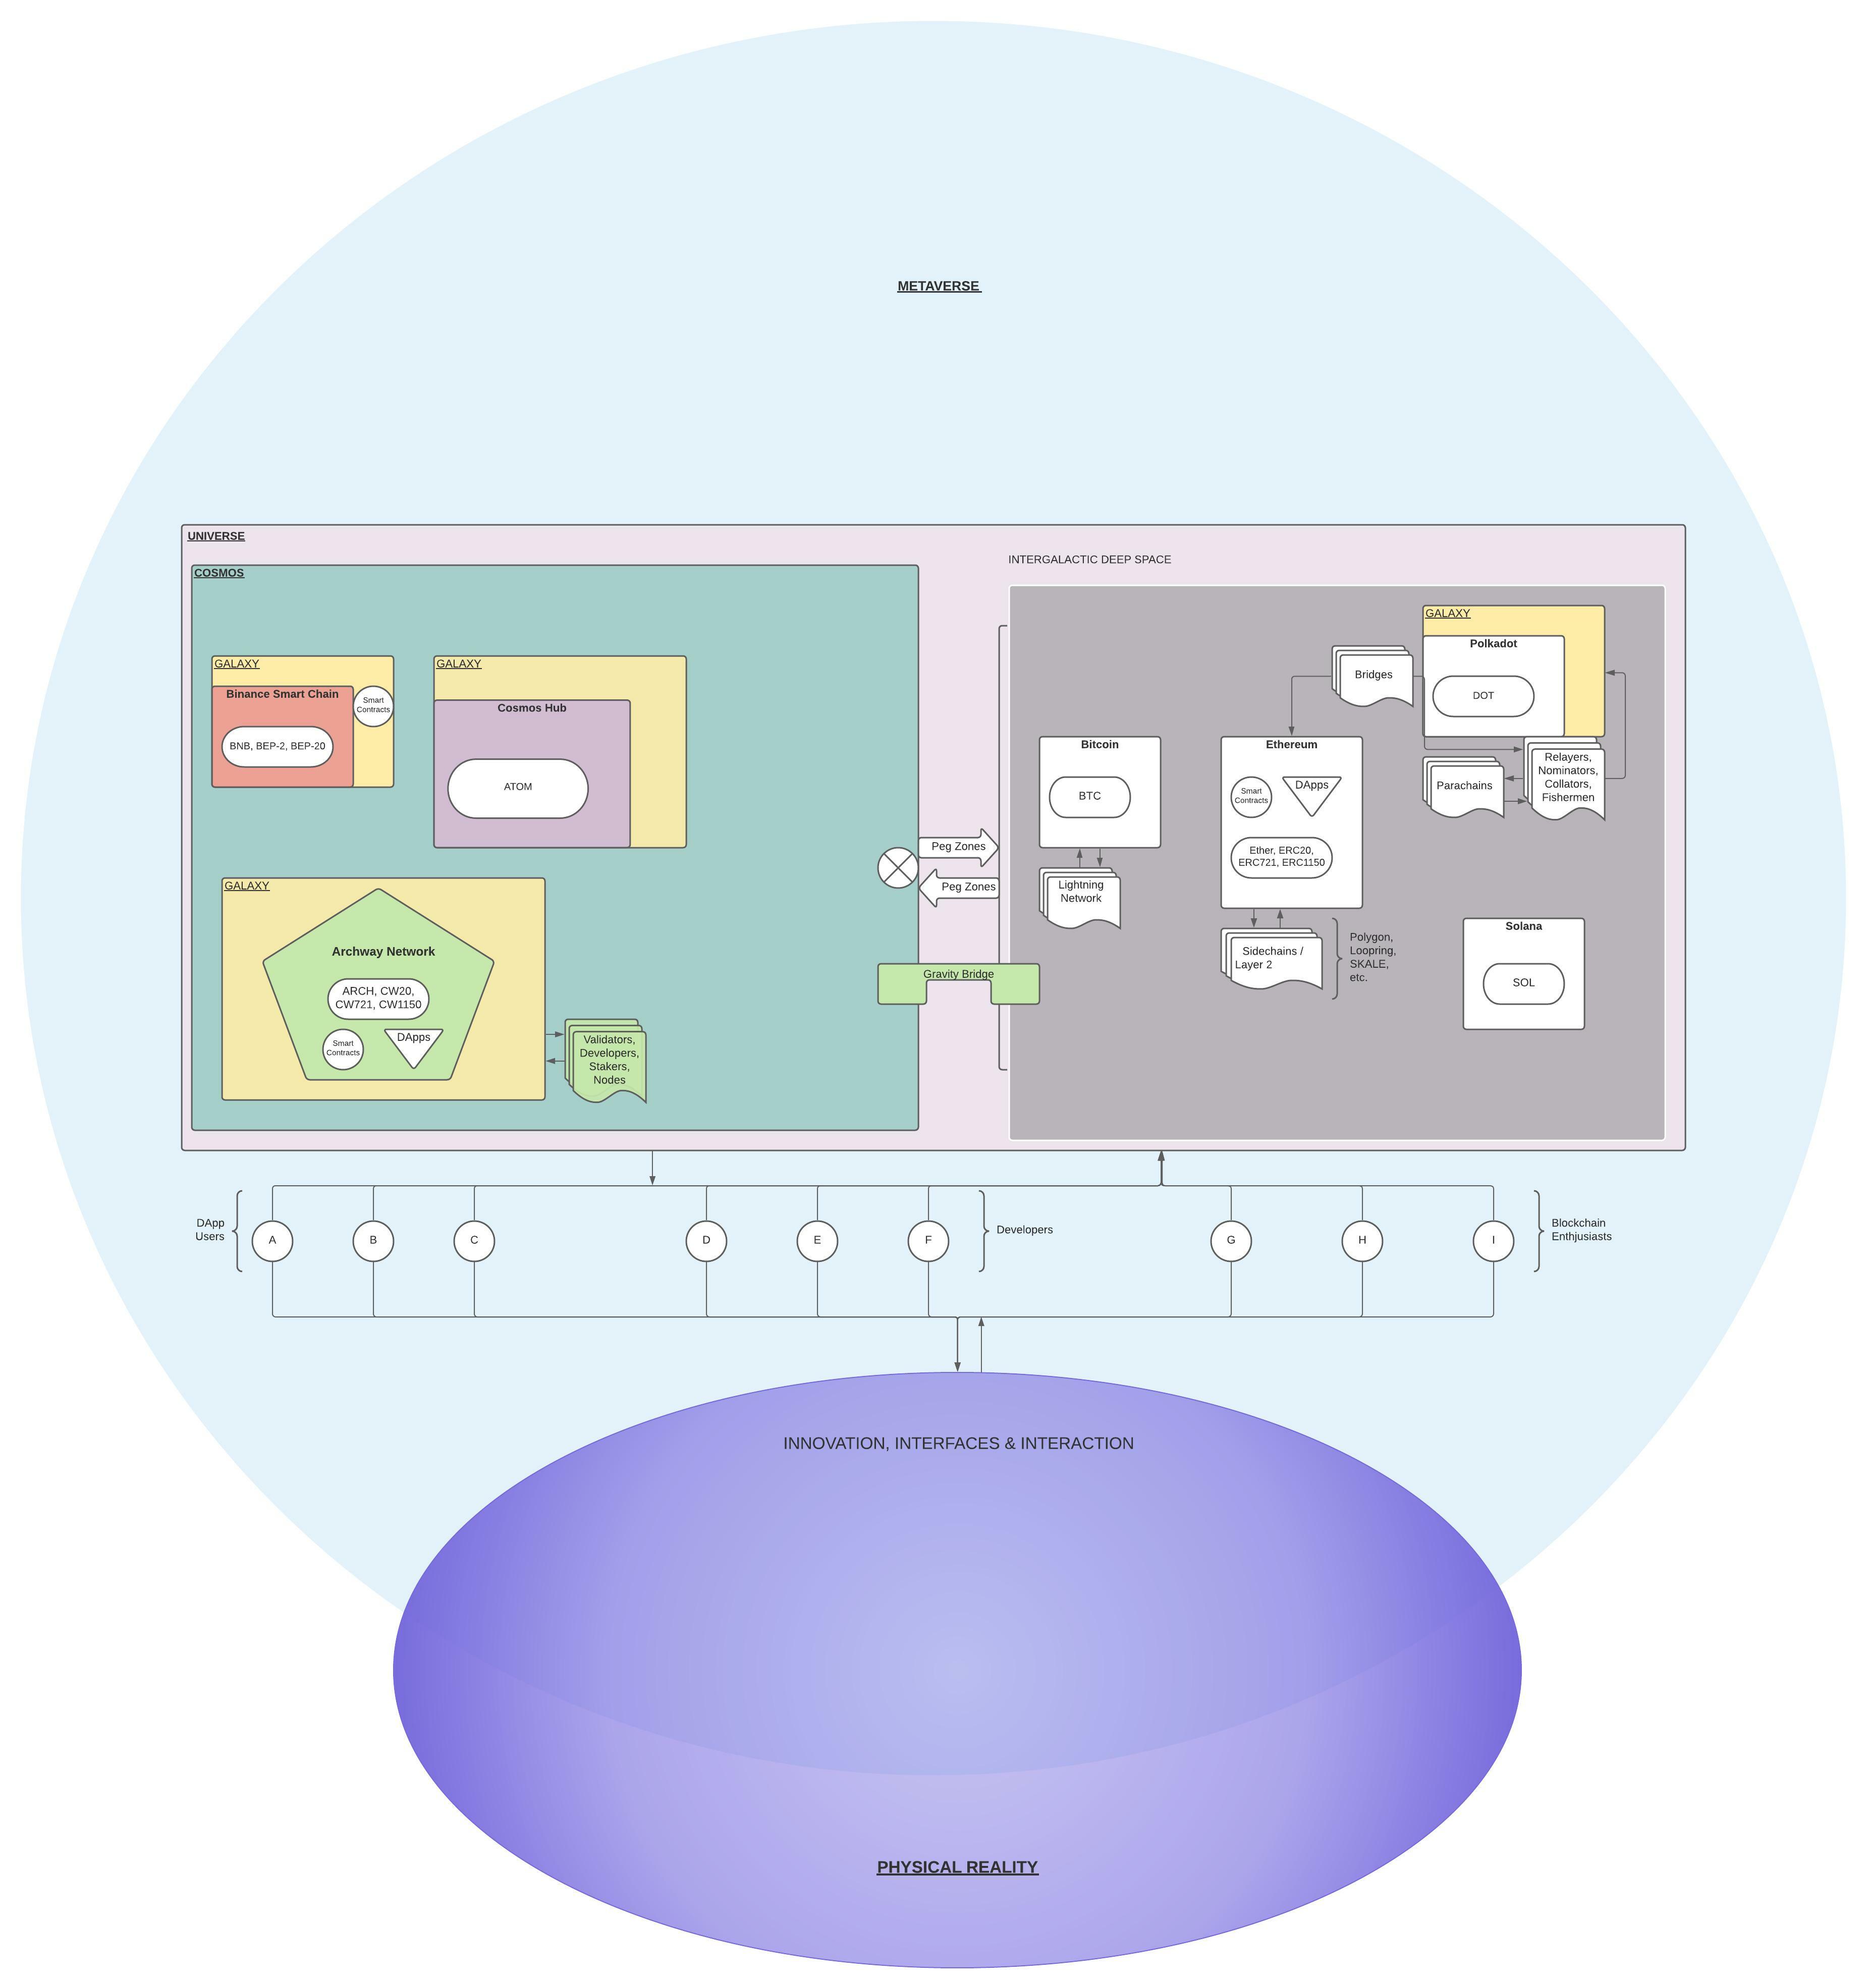 METAVERSE
UNIVERSE
INTERGALACTIC DEEP SPACE
COSMOS
GALAXY
Binance Smart Chain
Smart
Contracts
BNB, BEP-2, BEP-20
GALAXY
Cosmos Hub
ATOM
GALAXY
Archway Network
ARCH, CW20,
CW721, CW1150
Smart
Contracts
DApps
Validators,
Developers,
Stakers,
Nodes
Peg Zones
Peg Zones
Gravity Bridge
GALAXY
Polkadot
DOT
Bridges
Parachains
Relayers,
Nominators,
Collators,
Fishermen
Bitcoin
BTC
Lightning
Network
Ethereum
Smart
Contracts
DApps
Ether, ERC20,
ERC721, ERC1150
Sidechains /
Layer 2
Polygon,
Loopring,
SKALE,
etc.
Solana
SOL
DApp
Users
A
B
C
D
E
F
Developers
G
H
I
Blockchain
Enthjusiasts
INNOVATION, INTERFACES & INTERACTION
PHYSICAL REALITY